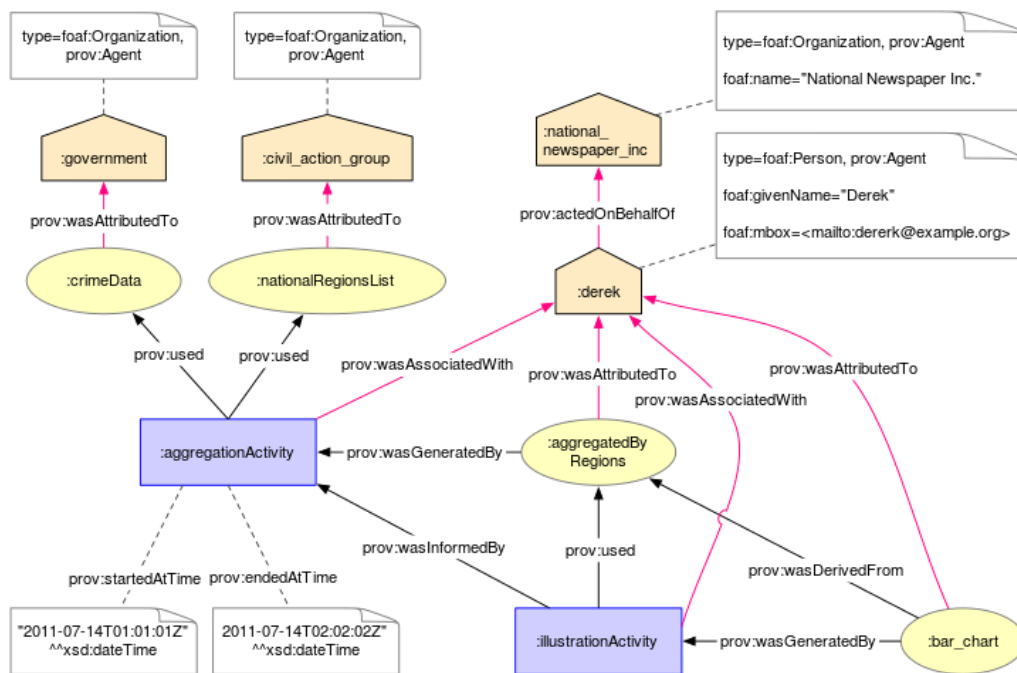 type=foaf:Organization,
prov:Agent
type=foaf:Organization,
prov:Agent
type=foaf:Organization, prov:Agent
foaf:name="National Newspaper Inc."
:government
:civil_action_group
:national_
newspaper_inc
type=foaf:Person, prov:Agent
foaf:givenName="Derek"
foaf:mbox=<mailto:dererk@example.org>
prov:wasAttributedTo
prov:wasAttributedTo
prov:actedOnBehalfOf
:crimeData
:nationalRegionsList
:derek
prov:used
prov:used
prov:wasAssociatedWith
prov:wasAttributedTo
prov:wasAttributedTo
prov:wasAssociatedWith
:aggregationActivity
prov:wasGeneratedBy
:aggregatedBy
Regions
prov:wasInformedBy
prov:used
prov:wasDerivedFrom
prov:startedAtTime
prov:endedAtTime
"2011-07-14T01:01:01Z"
^^xsd:dateTime
2011-07-14T02:02:02Z"
^^xsd:dateTime
:illustrationActivity
prov:wasGeneratedBy
:bar_chart